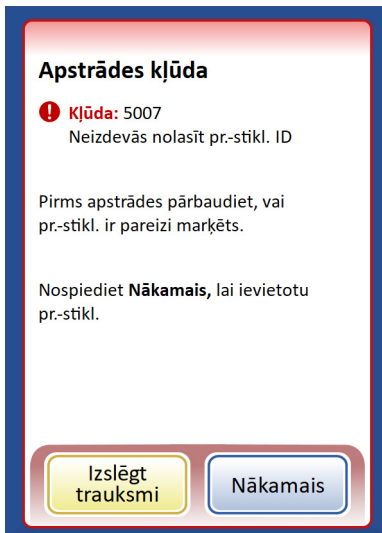 Apstrādes kļūda
Kļūda: 5007
Neizdevās nolasīt pr.-stikl. ID
Pirms apstrādes pārbaudiet, vai
pr.-stikl. ir pareizi marķēts.
Nospiediet Nākamais, lai ievietotu
pr.-stikl.
Izslēgt
trauksmi
Nākamais